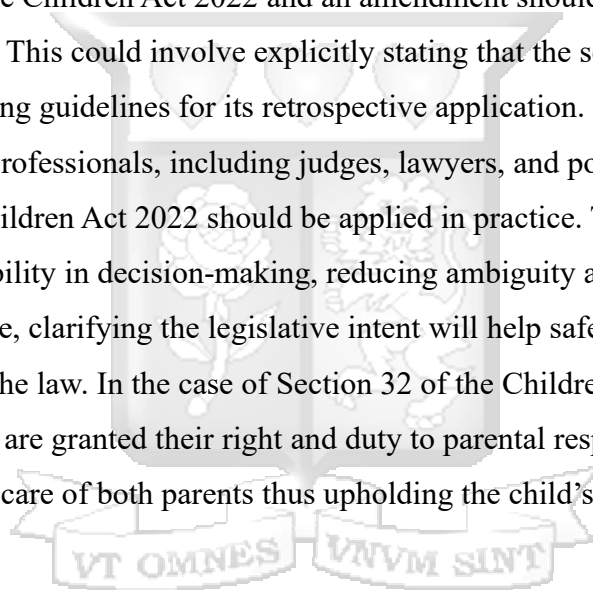 e Children Act 2022 and an amendment should
This could involve explicitly stating that the s
ng guidelines for its retrospective application.
rofessionals, including judges, lawyers, and po
hildren Act 2022 should be applied in practice.
bility in decision-making, reducing ambiguity a
e, clarifying the legislative intent will help safe
he law. In the case of Section 32 of the Childre
are granted their right and duty to parental resp
care of both parents thus upholding the child’s
VT OMNES VNVM SINT